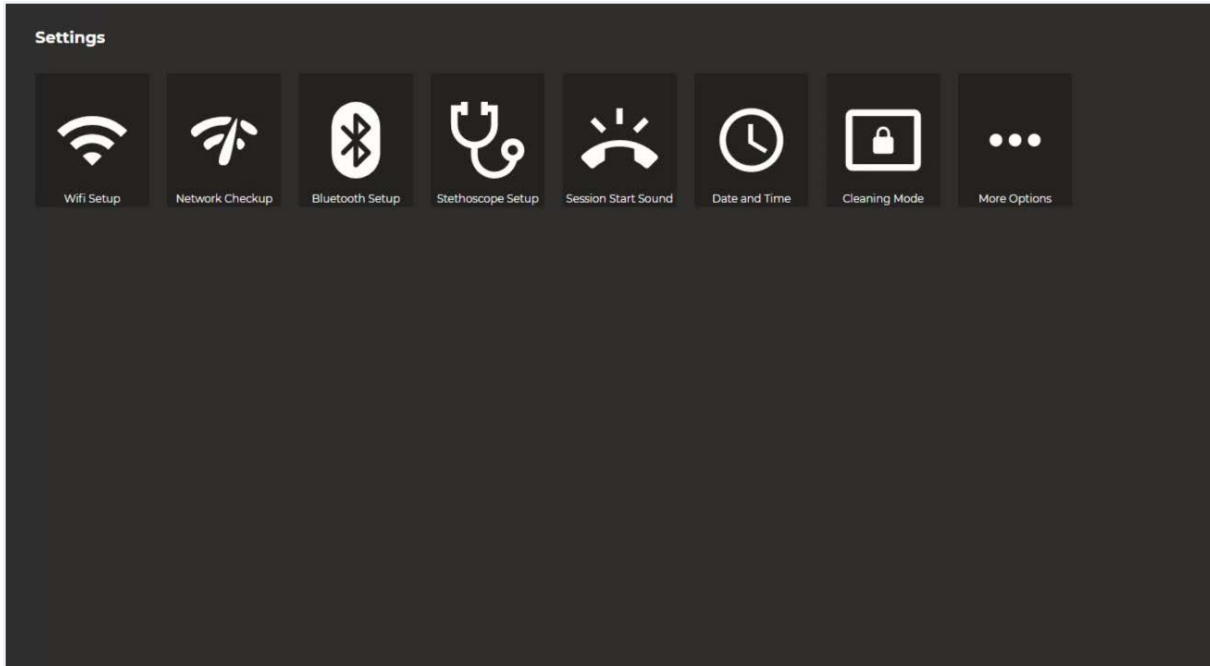 Settings
Wifi Setup
Network Checkup
Bluetooth Setup
Stethoscope Setup
Session Start Sound
Date and Time
Cleaning Mode
More Options